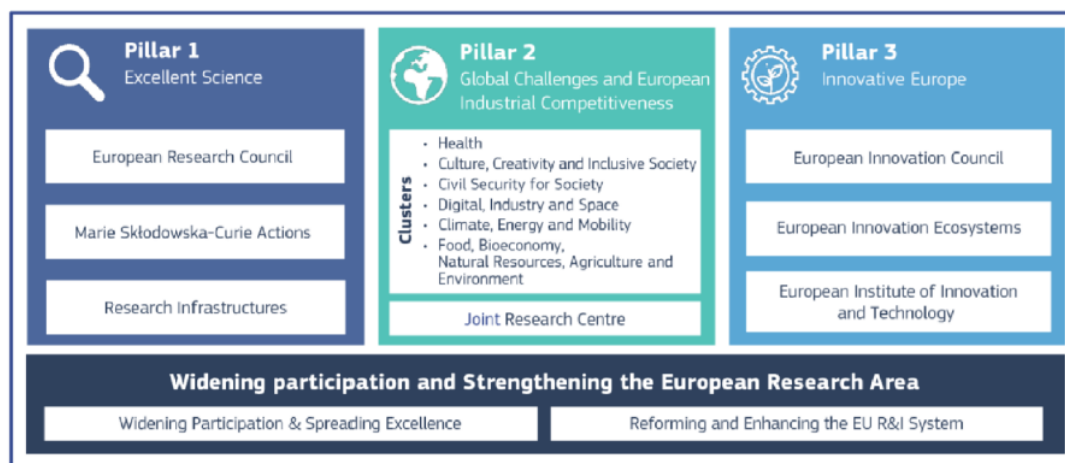 Pillar 1
Excellent Science
European Research Council
Marie Skłodowska-Curie Actions
Research Infrastructures
Pillar 2
Global Challenges and European
Industrial Competitiveness
Clusters
• Health
• Culture, Creativity and Inclusive Society
• Civil Security for Society
• Digital, Industry and Space
• Climate, Energy and Mobility
• Food, Bioeconomy,
Natural Resources, Agriculture and
Environment
Joint Research Centre
Pillar 3
Innovative Europe
European Innovation Council
European Innovation Ecosystems
European Institute of Innovation
and Technology
Widening participation and Strengthening the European Research Area
Widening Participation & Spreading Excellence
Reforming and Enhancing the EU R&I System